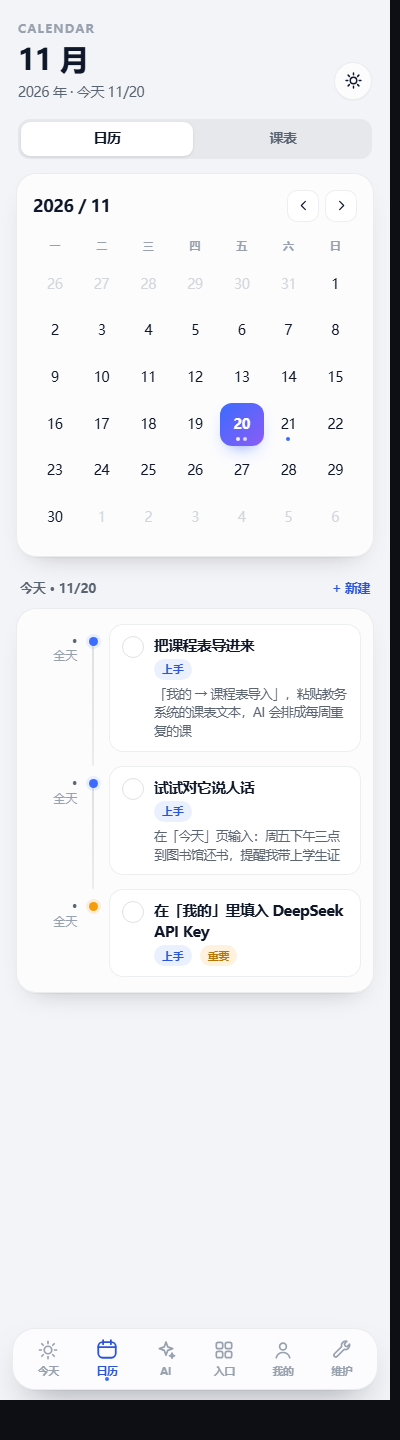 CALENDAR
11 月
2026 年 · 今天 11/20
日历 课表
2026 / 11
一 二 三 四 五 六 日
26 27 28 29 30 31 1
2 3 4 5 6 7 8
9 10 11 12 13 14 15
16 17 18 19 20 21 22
23 24 25 26 27 28 29
30 1 2 3 4 5 6
今天 • 11/20
+ 新建
•
全天
把课程表导进来
上手
「我的 → 课程表导入」，粘贴教务
系统的课表文本，AI 会排成每周重
复的课
•
全天
试试对它说人话
上手
在「今天」页输入：周五下午三点
到图书馆还书，提醒我带上学生证
•
全天
在「我的」里填入 DeepSeek
API Key
上手 重要
今天 日历 AI 入口 我的 维护